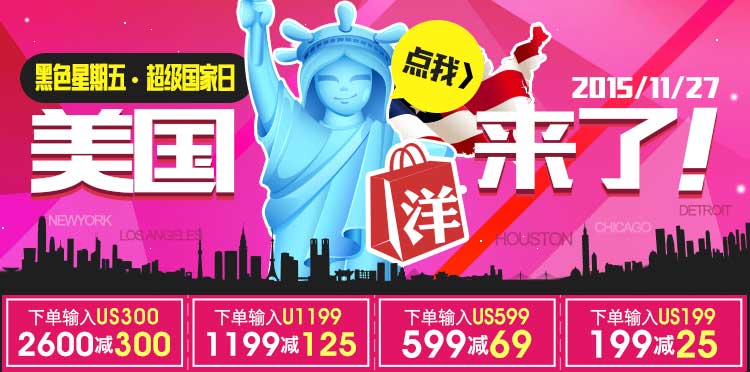 黑色星期五·超级国家日
点我>
2015/11/27
美国
来了!
洋
NEWYORK
LOS ANGELES
HOUSTON
CHICAGO
DETROIT
下单输入US300
2600减300
下单输入U1199
1199减125
下单输入US599
599减69
下单输入US199
199减25